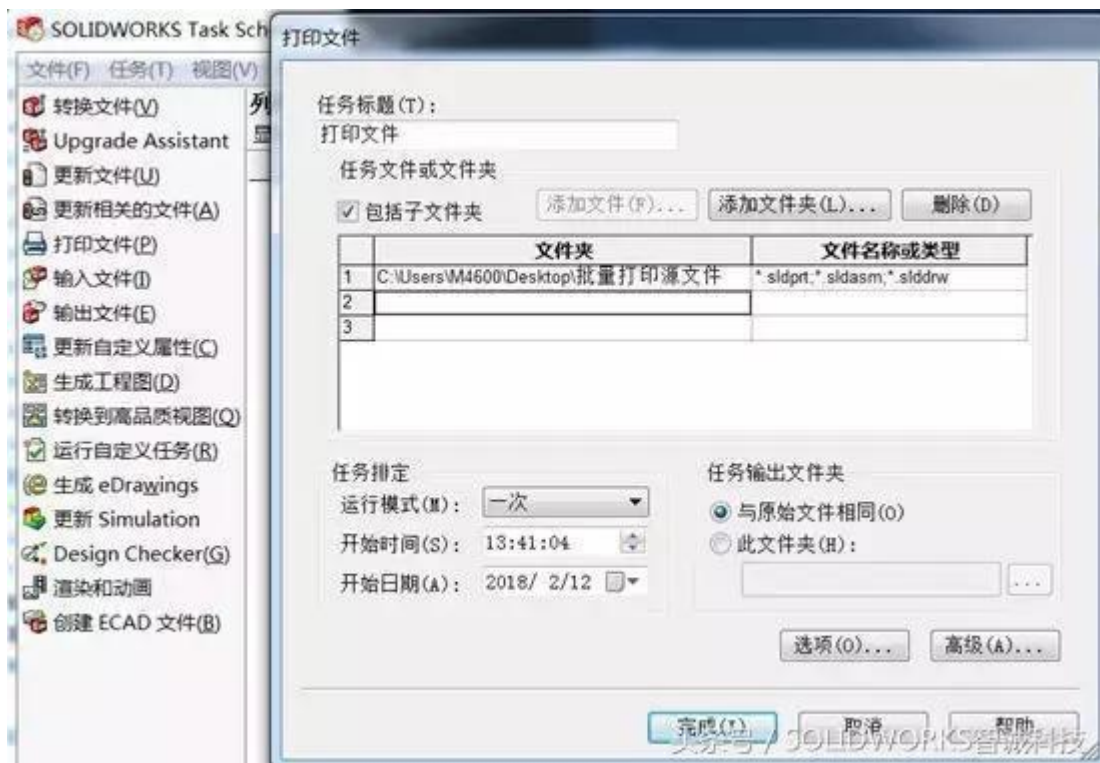 SOLIDWORKS Task Sch
文件(F) 任务(T) 视图(V)
转换文件(V)
Upgrade Assistant
更新文件(U)
更新相关的文件(A)
打印文件(P)
输入文件(I)
输出文件(E)
更新自定义属性(C)
生成工程图(D)
转换到高品质视图(Q)
运行自定义任务(R)
生成 eDrawings
更新 Simulation
Design Checker(G)
渲染和动画
创建 ECAD 文件(B)
列
显
打印文件
任务标题(T):
打印文件
任务文件或文件夹
包括子文件夹 添加文件(F)... 添加文件夹(L)... 删除(D)
文件夹 文件名称或类型
1 C:\Users\M4600\Desktop\批量打印源文件 *.sldprt;*.sldasm;*.slddrw
2
3
任务排定
运行模式(M): 一次
开始时间(S): 13:41:04
开始日期(A): 2018/ 2/12
任务输出文件夹
与原始文件相同(O)
此文件夹(H):
...
选项(O)... 高级(A)...
完成(I) 取消 帮助
头条号 / SOLIDWORKS智诚科技